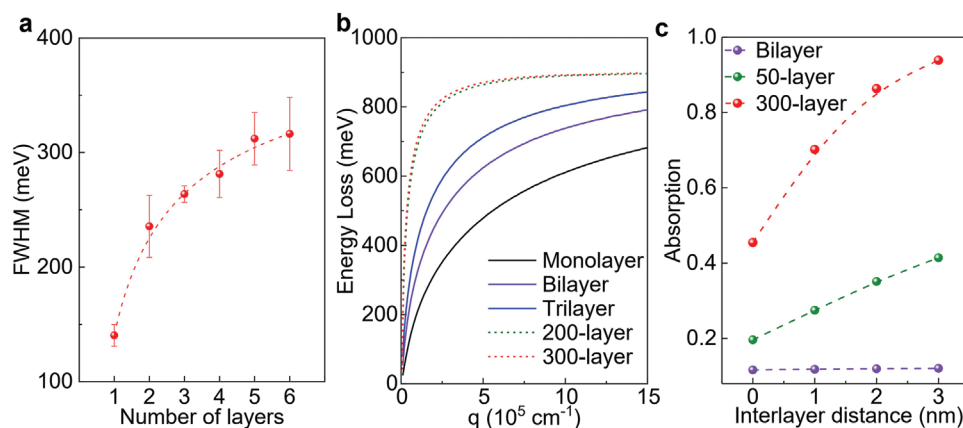 a
400
300
200
100
FWHM (meV)
1 2 3 4 5 6
Number of layers
b
1000
800
600
400
200
0
Energy Loss (meV)
Monolayer
Bilayer
Trilayer
200-layer
300-layer
0 5 10 15
q (10⁵ cm⁻¹)
c
Absorption
1.0
0.8
0.6
0.4
0.2
Bilayer
50-layer
300-layer
0 1 2 3
Interlayer distance (nm)